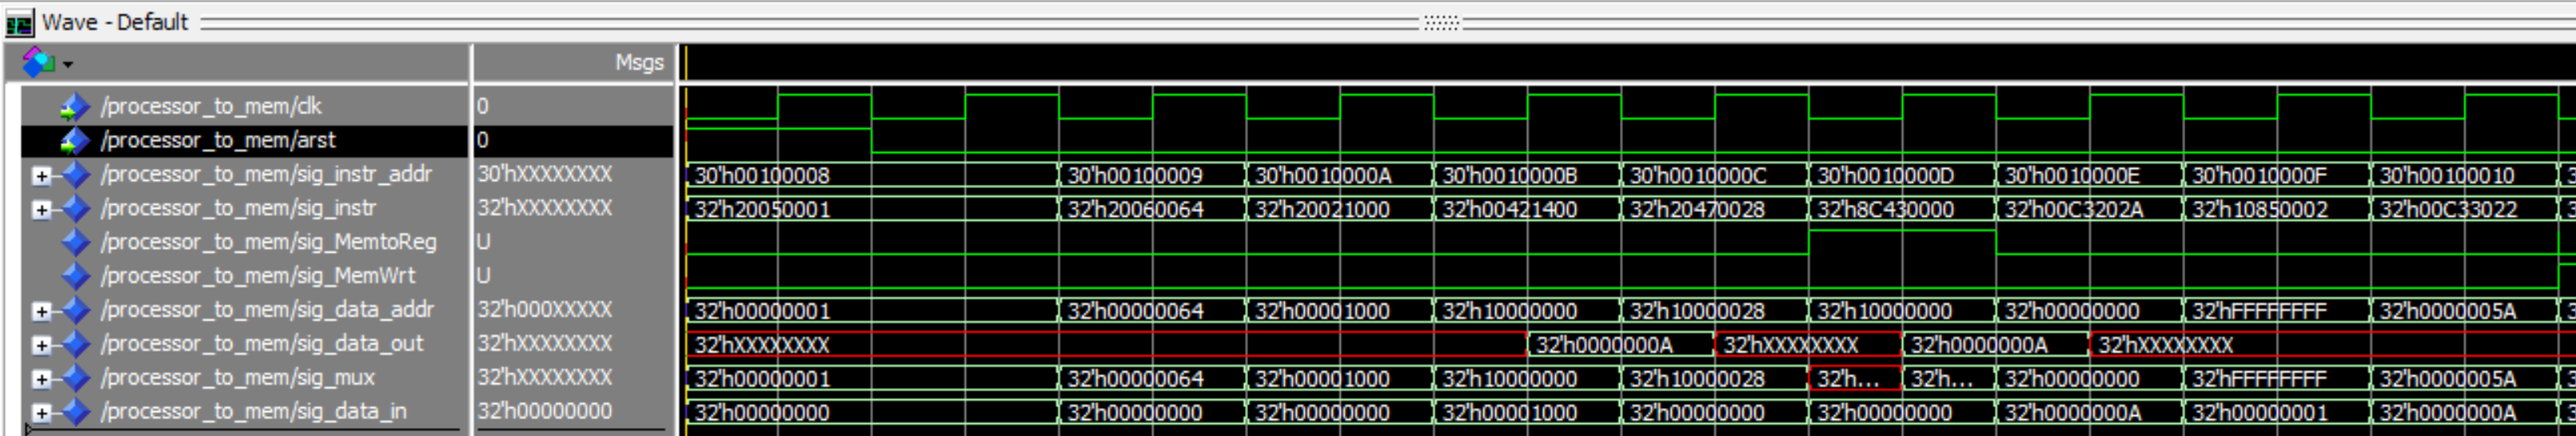 Wave - Default
Msgs
/processor_to_mem/clk 0
/processor_to_mem/arst 0
/processor_to_mem/sig_instr_addr 30'hXXXXXXXX 30'h00100008 30'h00100009 30'h0010000A 30'h0010000B 30'h0010000C 30'h0010000D 30'h0010000E 30'h0010000F 30'h00100010 3
/processor_to_mem/sig_instr 32'hXXXXXXXX 32'h20050001 32'h20060064 32'h20021000 32'h00421400 32'h20470028 32'h8C430000 32'h00C3202A 32'h10850002 32'h00C33022 3
/processor_to_mem/sig_MemtoReg U
/processor_to_mem/sig_MemWrt U
/processor_to_mem/sig_data_addr 32'h000XXXXX 32'h00000001 32'h00000064 32'h00001000 32'h10000000 32'h10000028 32'h10000000 32'h00000000 32'hFFFFFFFF 32'h0000005A 3
/processor_to_mem/sig_data_out 32'hXXXXXXXX 32'hXXXXXXXX 32'h0000000A 32'hXXXXXXXX 32'h0000000A 32'hXXXXXXXX
/processor_to_mem/sig_mux 32'hXXXXXXXX 32'h00000001 32'h00000064 32'h00001000 32'h10000000 32'h10000028 32'h... 32'h... 32'h00000000 32'hFFFFFFFF 32'h0000005A 3
/processor_to_mem/sig_data_in 32'h00000000 32'h00000000 32'h00000000 32'h00000000 32'h00001000 32'h00000000 32'h00000000 32'h0000000A 32'h00000001 32'h0000000A 3